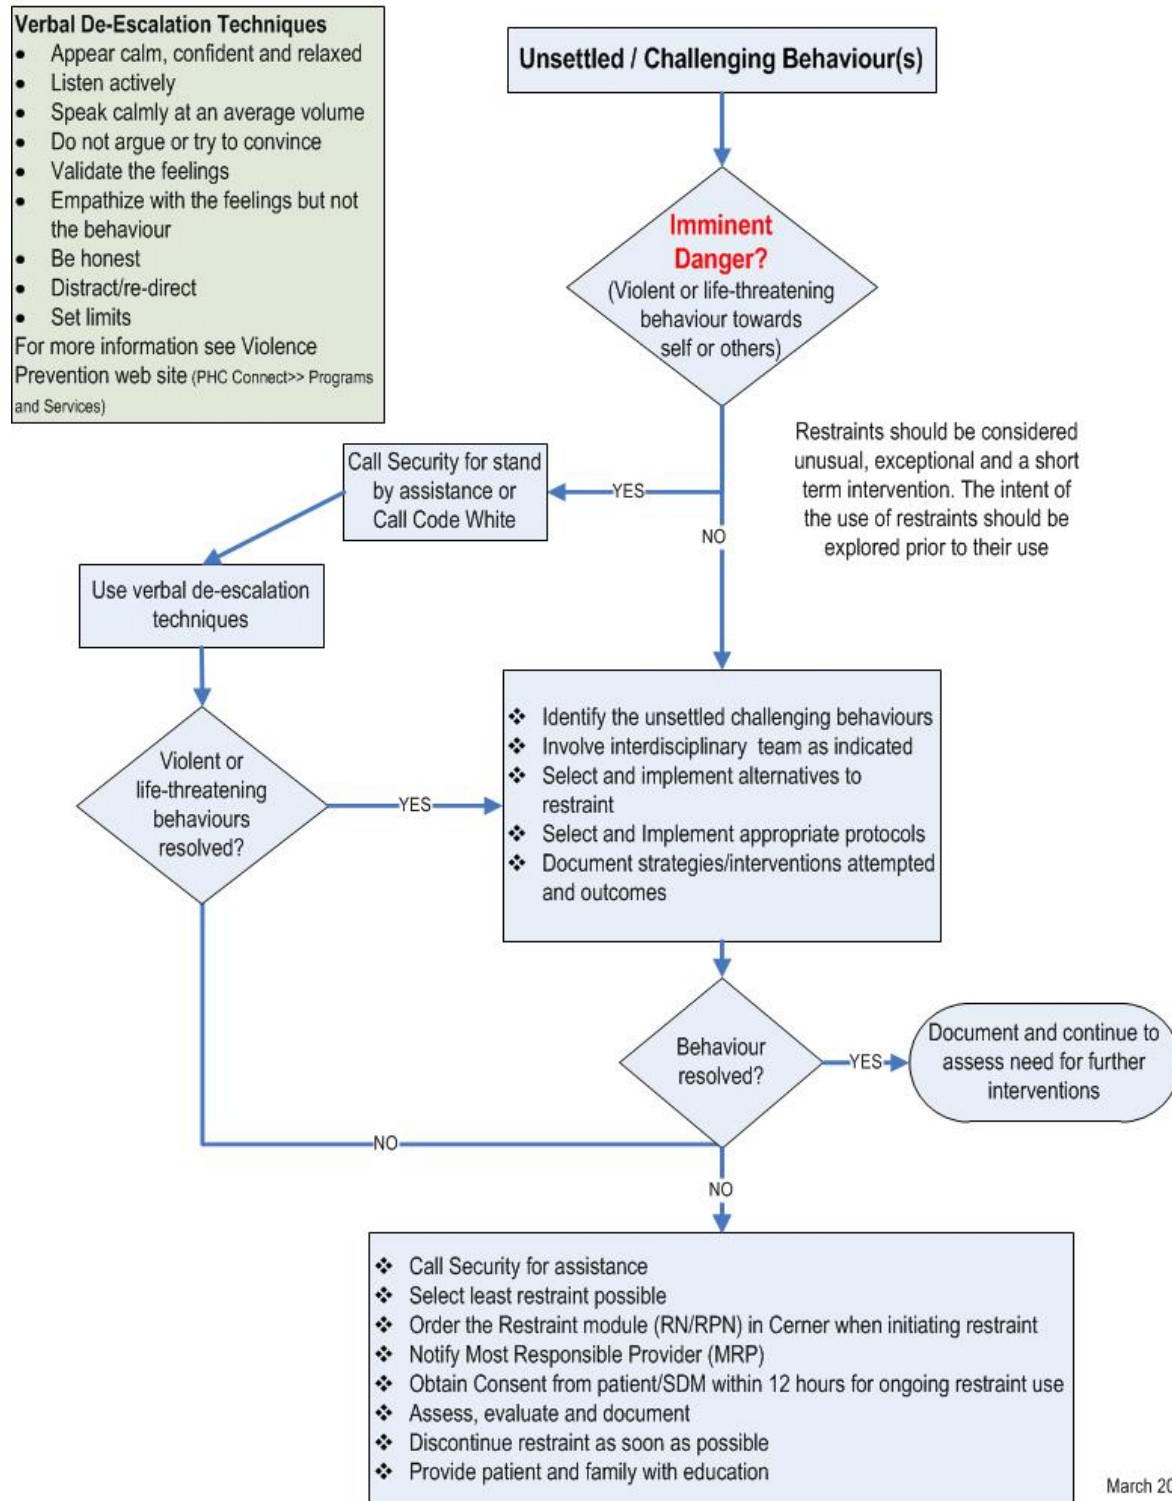 Verbal De-Escalation Techniques
• Appear calm, confident and relaxed
• Listen actively
• Speak calmly at an average volume
• Do not argue or try to convince
• Validate the feelings
• Empathize with the feelings but not
the behaviour
• Be honest
• Distract/re-direct
• Set limits
For more information see Violence
Prevention web site (PHC Connect>> Programs
and Services)
Unsettled / Challenging Behaviour(s)
Imminent
Danger?
(Violent or life-threatening
behaviour towards
self or others)
Restraints should be considered
unusual, exceptional and a short
term intervention. The intent of
the use of restraints should be
explored prior to their use
YES
NO
Call Security for stand
by assistance or
Call Code White
Use verbal de-escalation
techniques
Violent or
life-threatening
behaviours
resolved?
YES
❖ Identify the unsettled challenging behaviours
❖ Involve interdisciplinary team as indicated
❖ Select and implement alternatives to
restraint
❖ Select and Implement appropriate protocols
❖ Document strategies/interventions attempted
and outcomes
Behaviour
resolved?
YES
Document and continue to
assess need for further
interventions
NO
NO
❖ Call Security for assistance
❖ Select least restraint possible
❖ Order the Restraint module (RN/RPN) in Cerner when initiating restraint
❖ Notify Most Responsible Provider (MRP)
❖ Obtain Consent from patient/SDM within 12 hours for ongoing restraint use
❖ Assess, evaluate and document
❖ Discontinue restraint as soon as possible
❖ Provide patient and family with education
March 20